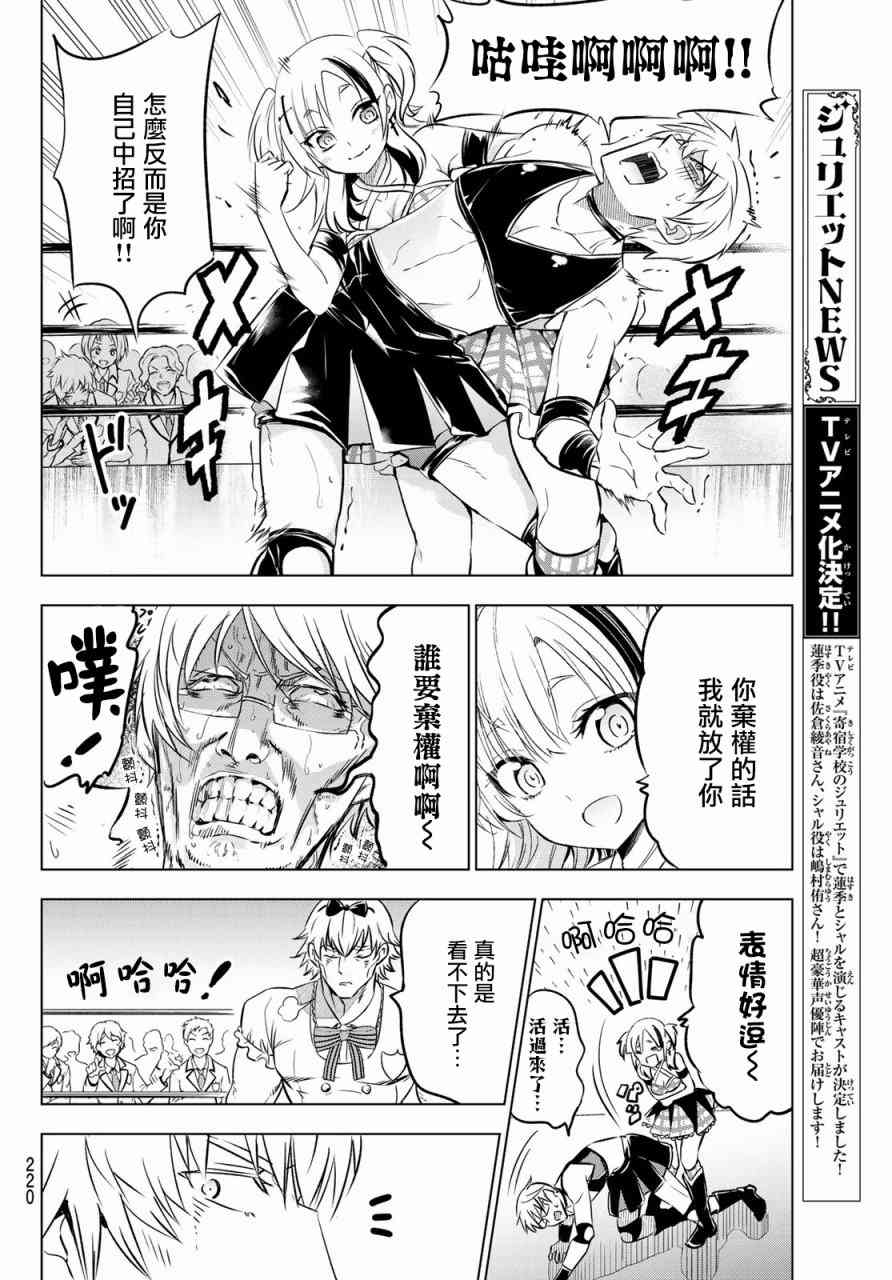 咕哇啊啊啊!!
怎麼反而是你
自己中招了啊!!
メキメキ
ドッ
你棄權的話
我就放了你
誰要棄權啊啊～
噗!
顫抖顫抖
顫抖顫抖
表情好逗～
啊哈哈
活…
活過來了…
真的是
看不下去了…
啊哈哈!
220
ジュリエットNEWS
TVアニメ化決定!!
TVアニメ『寄宿学校のジュリエット』で蓮季とシャルを演じるキャストが決定しました!
蓮季役は佐倉綾音さん、シャル役は嶋村侑さん! 超豪華声優陣でお届けします!